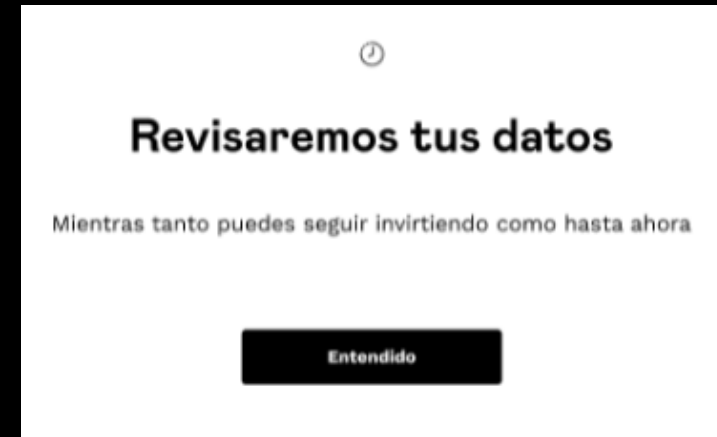 Revisaremos tus datos
Mientras tanto puedes seguir invirtiendo como hasta ahora
Entendido